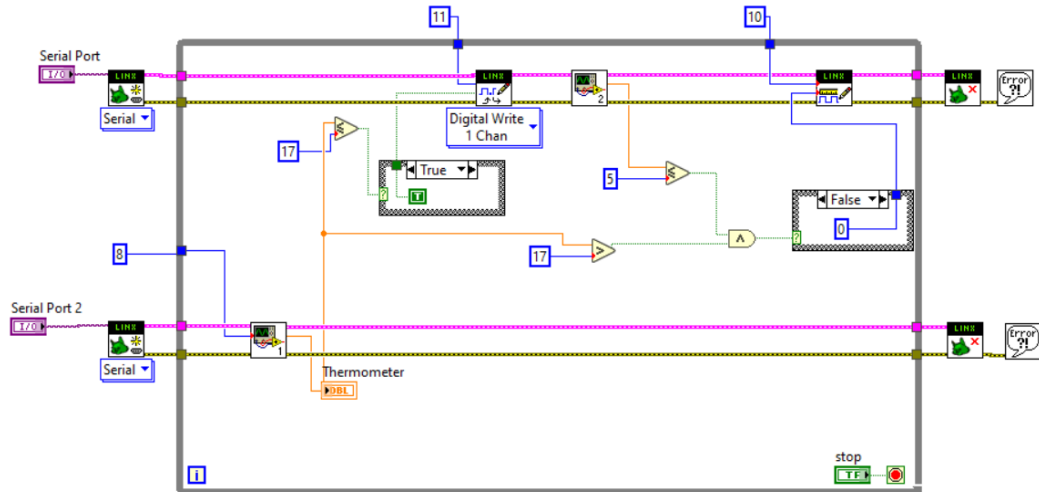 11
10
Serial Port
I/O
LINX
LINX
2
LINX
LINX
Error
?!
Serial
Digital Write
1 Chan
≤
17
True
?
T
5
≤
False
?
0
∧
>
17
8
Serial Port 2
I/O
LINX
1
LINX
Error
?!
Serial
Thermometer
DBL
stop
TF
i